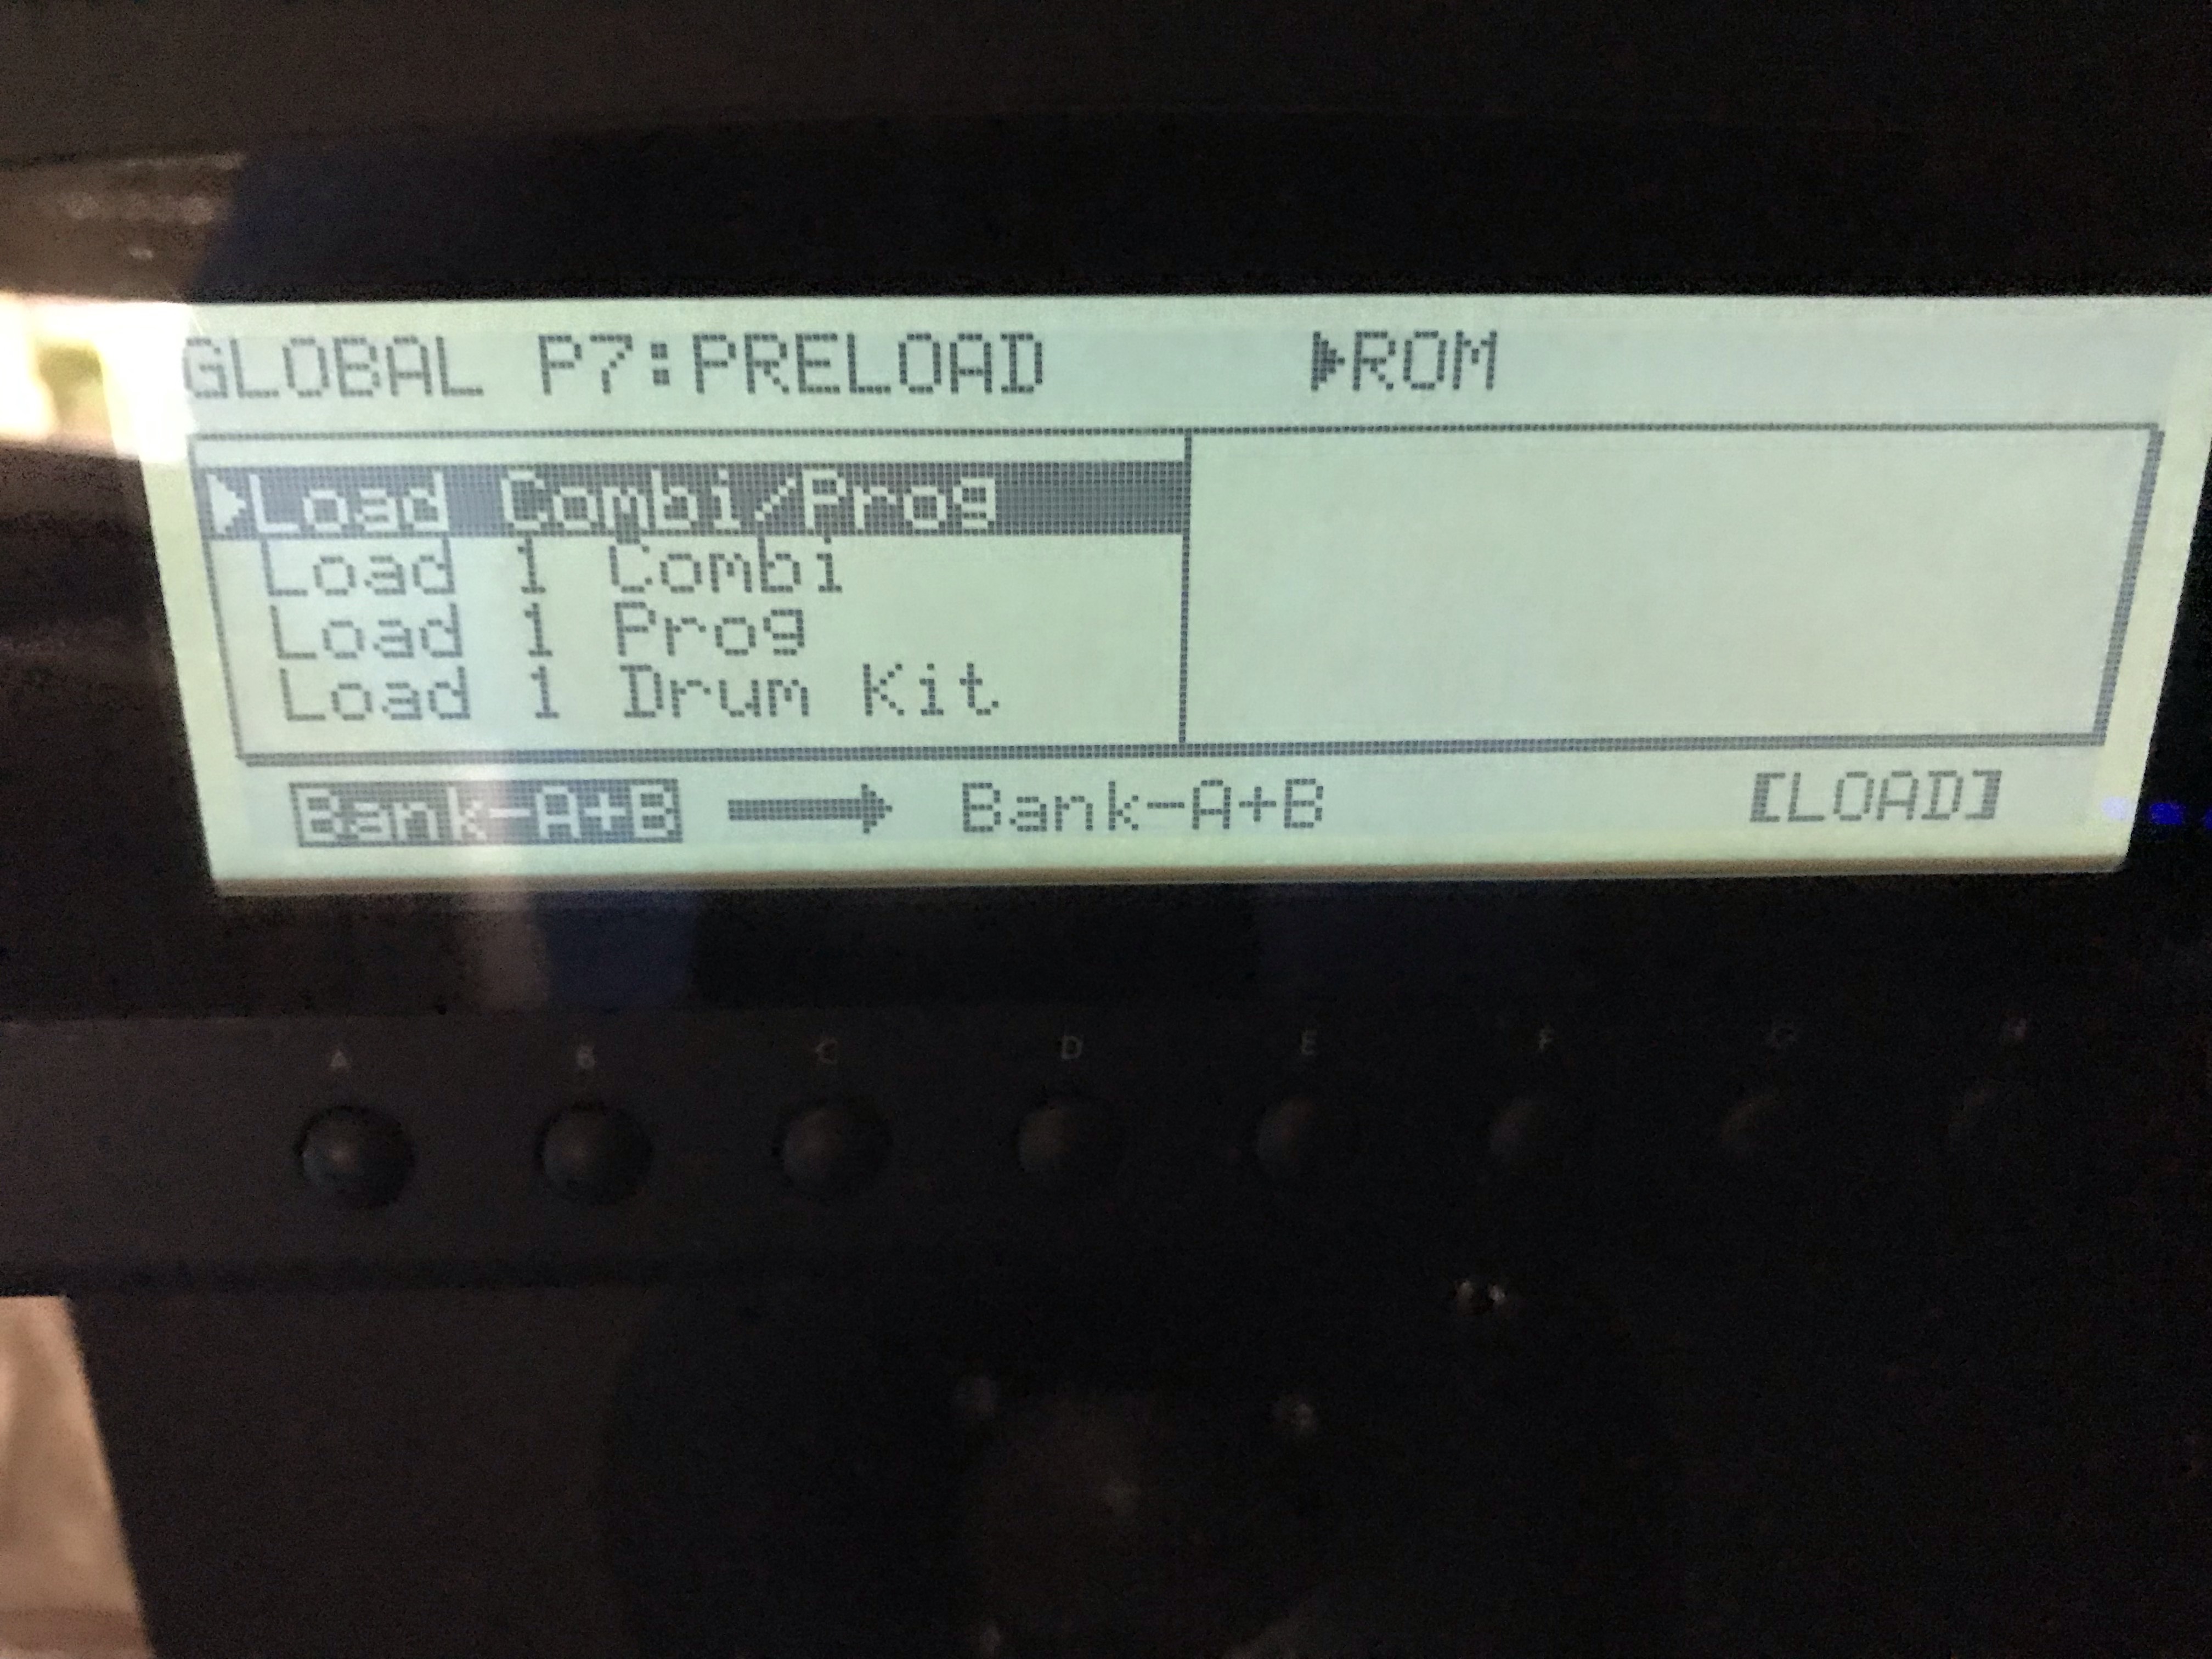 GLOBAL P7:PRELOAD ▶ROM
▶Load Combi/Prog
Load 1 Combi
Load 1 Prog
Load 1 Drum Kit
Bank-A+B → Bank-A+B [LOAD]
A B C D E F G H